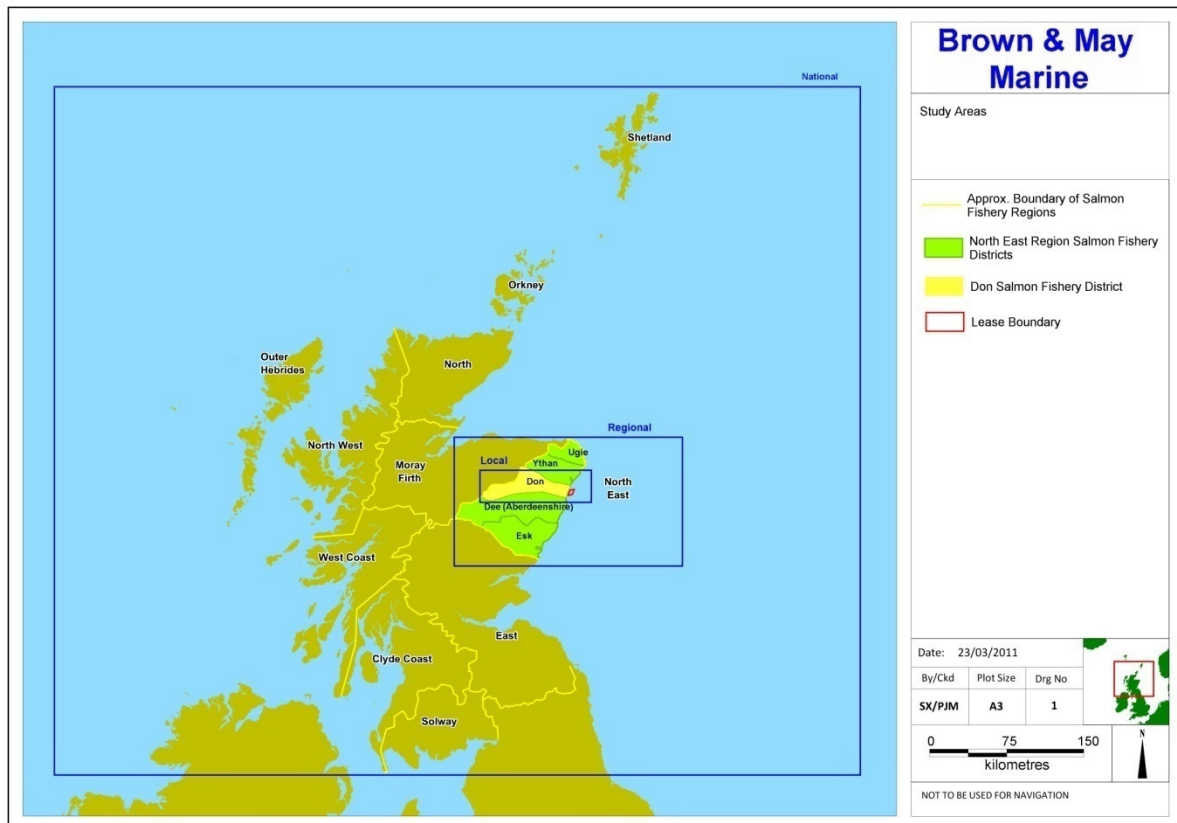 National
Shetland
Orkney
Outer
Hebrides
North
North West
Moray
Firth
Regional
Local
Ugie
Ythan
Don
North
East
Dee (Aberdeenshire)
Esk
West Coast
East
Clyde Coast
Solway
Brown & May
Marine
Study Areas
Approx. Boundary of Salmon
Fishery Regions
North East Region Salmon Fishery
Districts
Don Salmon Fishery District
Lease Boundary
Date: 23/03/2011
By/Ckd Plot Size Drg No
SX/PJM A3 1
0 75 150
kilometres
N
NOT TO BE USED FOR NAVIGATION